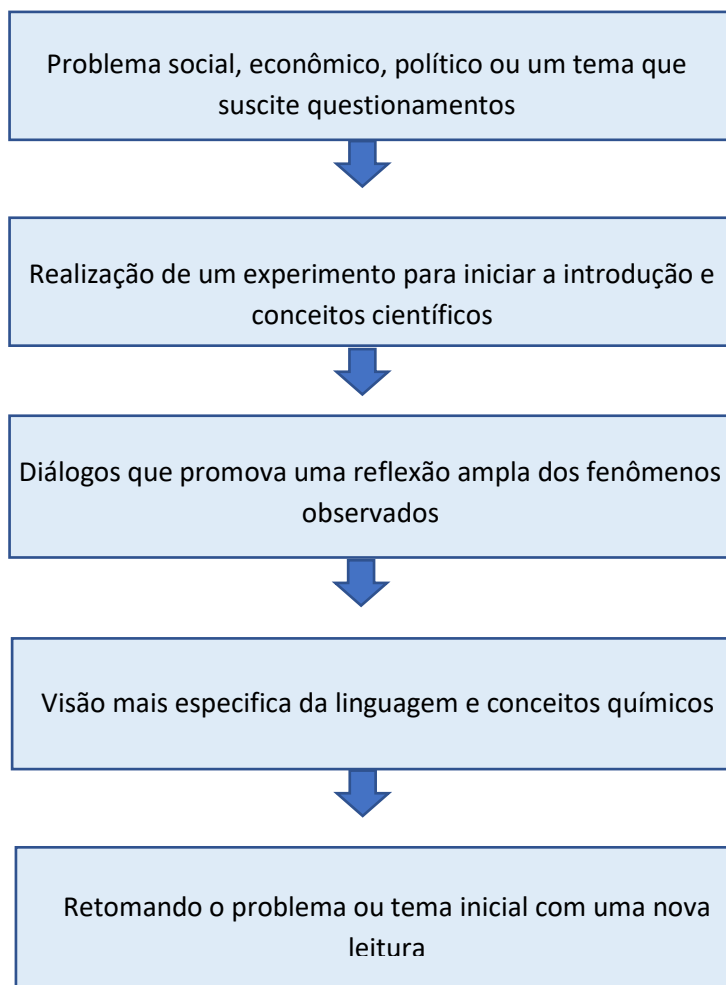 Problema social, econômico, político ou um tema que
suscite questionamentos
Realização de um experimento para iniciar a introdução e
conceitos científicos
Diálogos que promova uma reflexão ampla dos fenômenos
observados
Visão mais especifica da linguagem e conceitos químicos
Retomando o problema ou tema inicial com uma nova
leitura